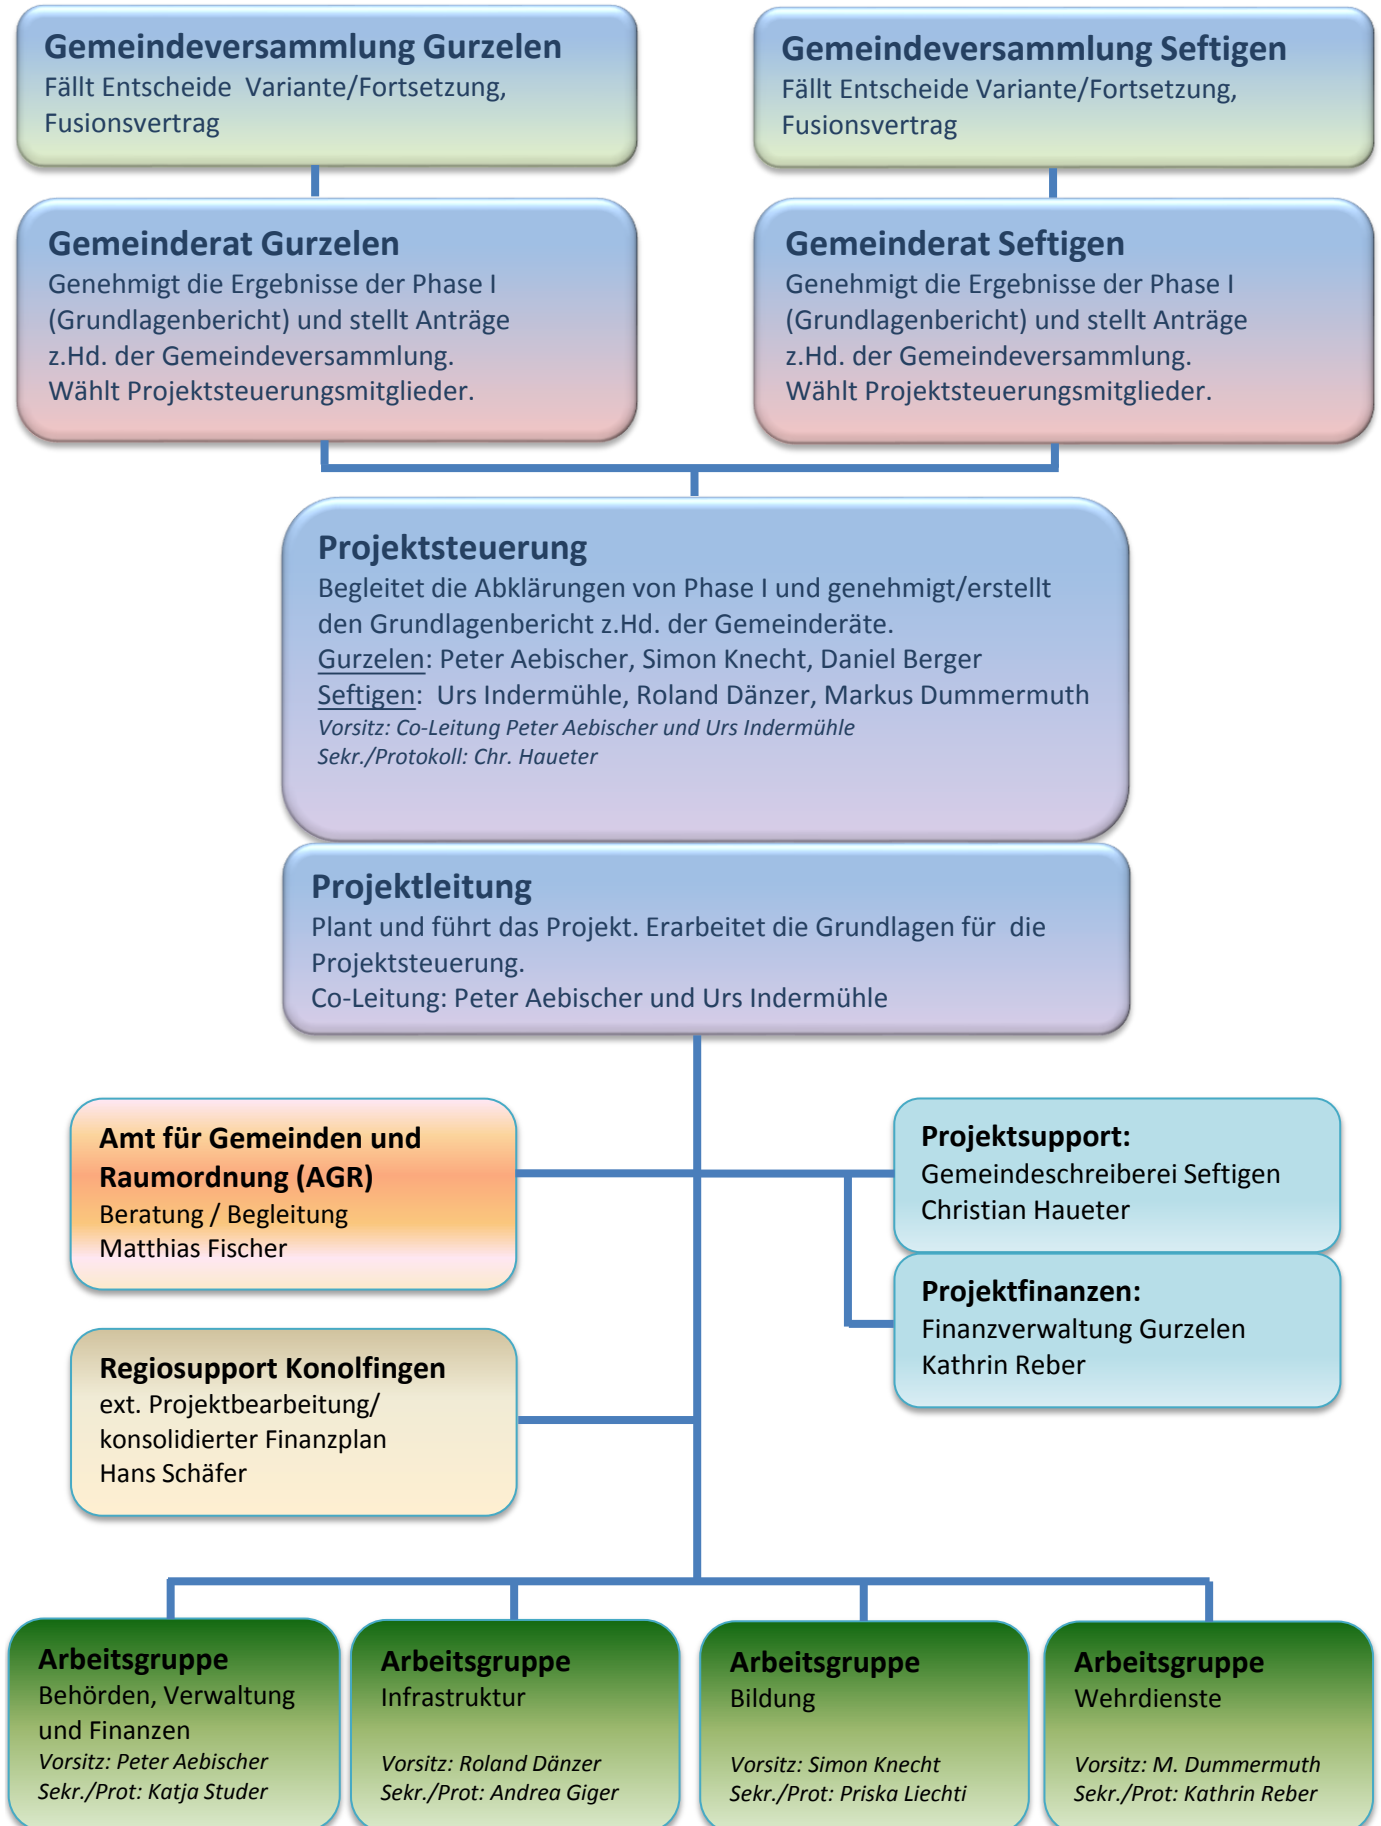 Gemeindeversammlung Gurzelen
Fällt Entscheide Variante/Fortsetzung,
Fusionsvertrag
Gemeindeversammlung Seftigen
Fällt Entscheide Variante/Fortsetzung,
Fusionsvertrag
Gemeinderat Gurzelen
Genehmigt die Ergebnisse der Phase I
(Grundlagenbericht) und stellt Anträge
z.Hd. der Gemeindeversammlung.
Wählt Projektsteuerungsmitglieder.
Gemeinderat Seftigen
Genehmigt die Ergebnisse der Phase I
(Grundlagenbericht) und stellt Anträge
z.Hd. der Gemeindeversammlung.
Wählt Projektsteuerungsmitglieder.
Projektsteuerung
Begleitet die Abklärungen von Phase I und genehmigt/erstellt
den Grundlagenbericht z.Hd. der Gemeinderäte.
Gurzelen: Peter Aebischer, Simon Knecht, Daniel Berger
Seftigen: Urs Indermühle, Roland Dänzer, Markus Dummermuth
Vorsitz: Co-Leitung Peter Aebischer und Urs Indermühle
Sekr./Protokoll: Chr. Haueter
Projektleitung
Plant und führt das Projekt. Erarbeitet die Grundlagen für die
Projektsteuerung.
Co-Leitung: Peter Aebischer und Urs Indermühle
Amt für Gemeinden und
Raumordnung (AGR)
Beratung / Begleitung
Matthias Fischer
Projektsupport:
Gemeindeschreiberei Seftigen
Christian Haueter
Projektfinanzen:
Finanzverwaltung Gurzelen
Kathrin Reber
Regiosupport Konolfingen
ext. Projektbearbeitung/
konsolidierter Finanzplan
Hans Schäfer
Arbeitsgruppe
Behörden, Verwaltung
und Finanzen
Vorsitz: Peter Aebischer
Sekr./Prot: Katja Studer
Arbeitsgruppe
Infrastruktur
Vorsitz: Roland Dänzer
Sekr./Prot: Andrea Giger
Arbeitsgruppe
Bildung
Vorsitz: Simon Knecht
Sekr./Prot: Priska Liechti
Arbeitsgruppe
Wehrdienste
Vorsitz: M. Dummermuth
Sekr./Prot: Kathrin Reber